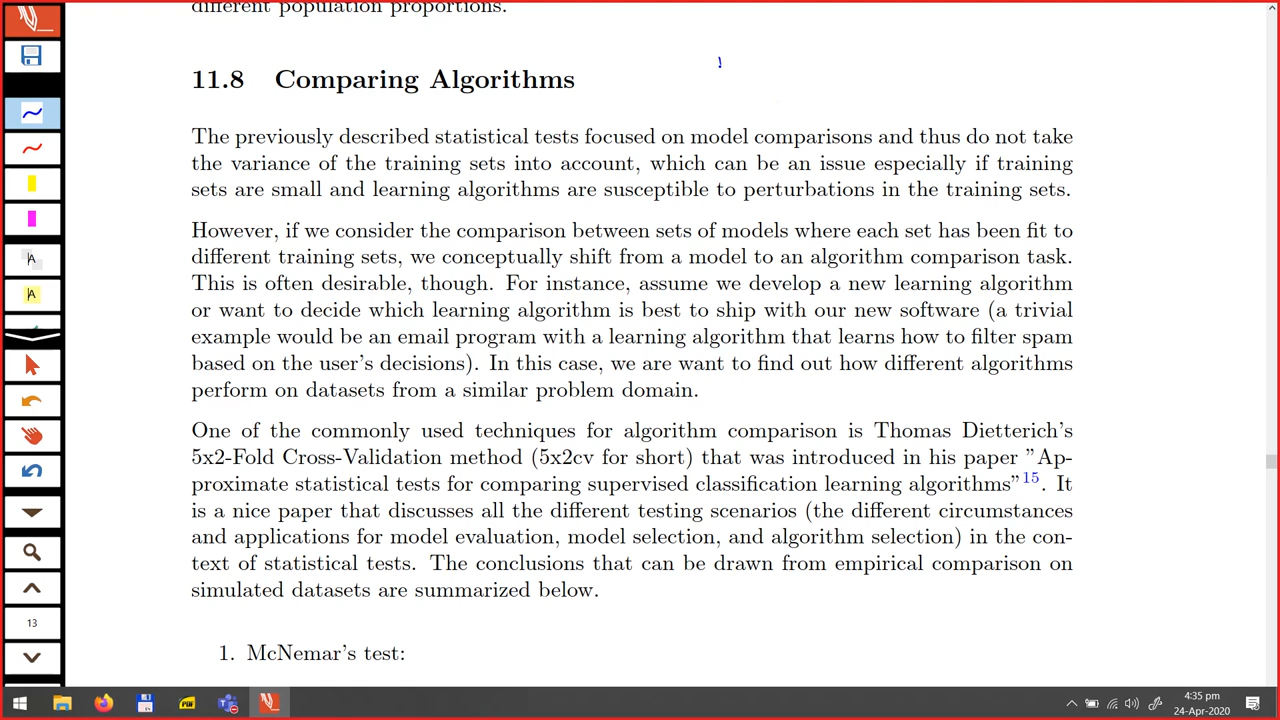 different population proportions.
11.8 Comparing Algorithms
The previously described statistical tests focused on model comparisons and thus do not take
the variance of the training sets into account, which can be an issue especially if training
sets are small and learning algorithms are susceptible to perturbations in the training sets.
However, if we consider the comparison between sets of models where each set has been fit to
different training sets, we conceptually shift from a model to an algorithm comparison task.
This is often desirable, though. For instance, assume we develop a new learning algorithm
or want to decide which learning algorithm is best to ship with our new software (a trivial
example would be an email program with a learning algorithm that learns how to filter spam
based on the user's decisions). In this case, we are want to find out how different algorithms
perform on datasets from a similar problem domain.
One of the commonly used techniques for algorithm comparison is Thomas Dietterich's
5x2-Fold Cross-Validation method (5x2cv for short) that was introduced in his paper "Ap-
proximate statistical tests for comparing supervised classification learning algorithms"15. It
is a nice paper that discusses all the different testing scenarios (the different circumstances
and applications for model evaluation, model selection, and algorithm selection) in the con-
text of statistical tests. The conclusions that can be drawn from empirical comparison on
simulated datasets are summarized below.
1. McNemar's test:
A
A
13
PDF
4:35 pm
24-Apr-2020